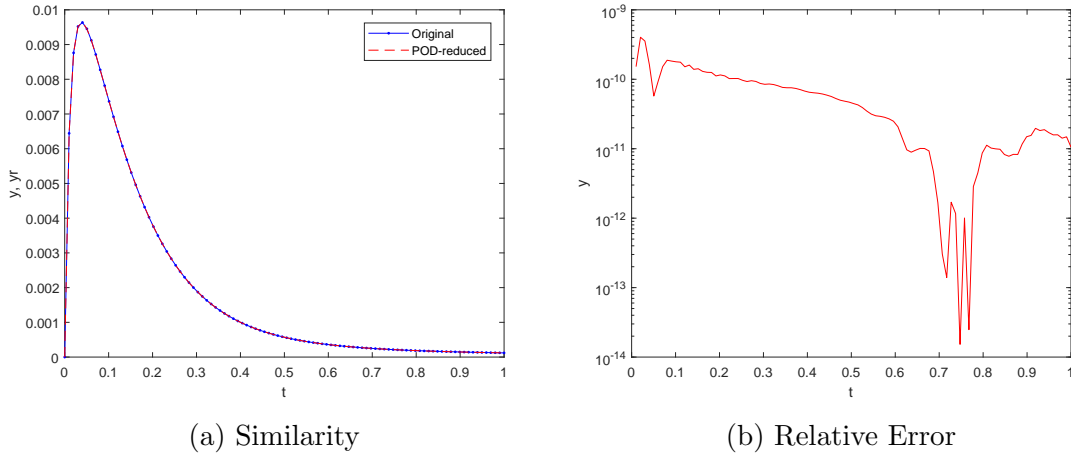 0.01
0.009
0.008
0.007
0.006
0.005
0.004
0.003
0.002
0.001
0
y, yr
0 0.1 0.2 0.3 0.4 0.5 0.6 0.7 0.8 0.9 1
t
Original
POD-reduced
(a) Similarity
10^-9
10^-10
10^-11
10^-12
10^-13
10^-14
y
0 0.1 0.2 0.3 0.4 0.5 0.6 0.7 0.8 0.9 1
t
(b) Relative Error